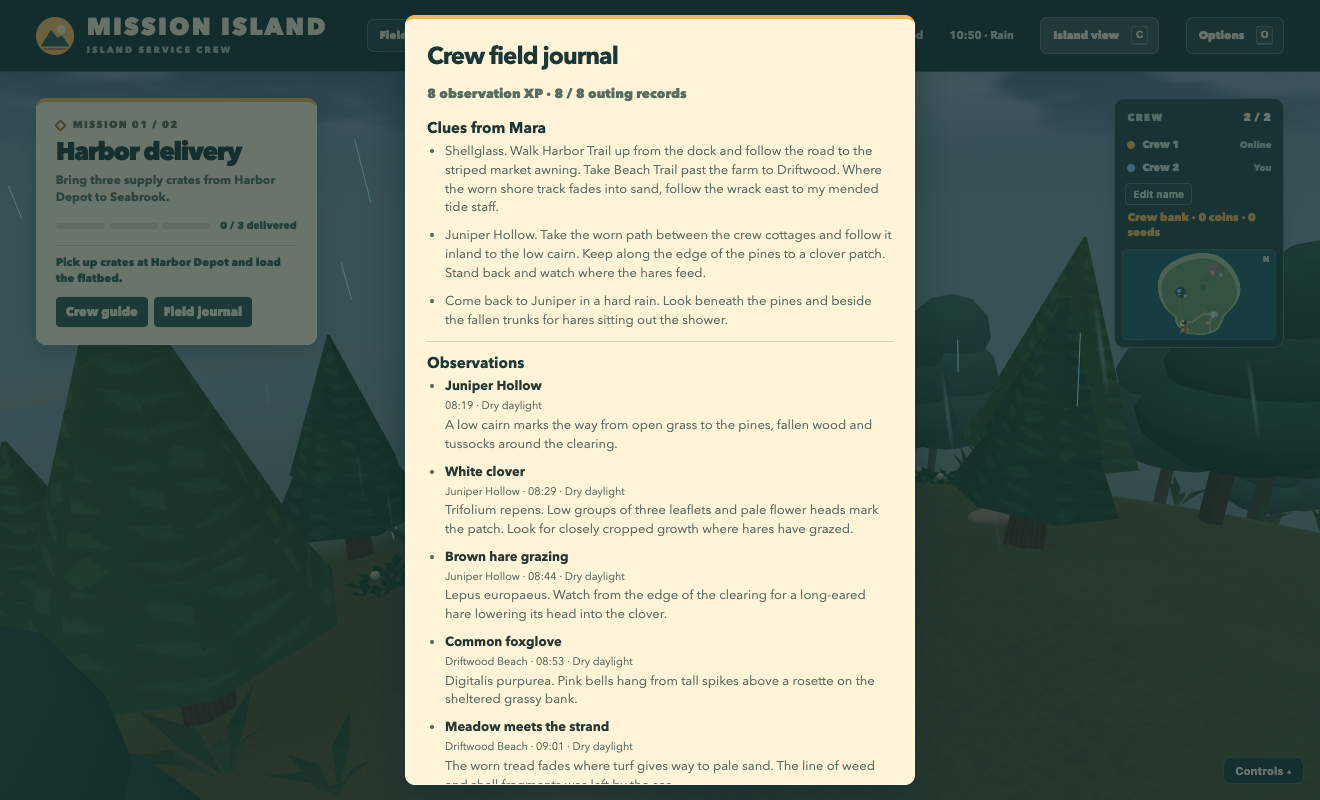 MISSION ISLAND
ISLAND SERVICE CREW
Field
10:50 · Rain
Island view C
Options O
MISSION 01 / 02
Harbor delivery
Bring three supply crates from Harbor
Depot to Seabrook.
0 / 3 delivered
Pick up crates at Harbor Depot and load
the flatbed.
Crew guide
Field journal
Crew field journal
8 observation XP · 8 / 8 outing records
Clues from Mara
Shellglass. Walk Harbor Trail up from the dock and follow the road to the
striped market awning. Take Beach Trail past the farm to Driftwood. Where
the worn shore track fades into sand, follow the wrack east to my mended
tide staff.
Juniper Hollow. Take the worn path between the crew cottages and follow it
inland to the low cairn. Keep along the edge of the pines to a clover patch.
Stand back and watch where the hares feed.
Come back to Juniper in a hard rain. Look beneath the pines and beside
the fallen trunks for hares sitting out the shower.
Observations
Juniper Hollow
08:19 · Dry daylight
A low cairn marks the way from open grass to the pines, fallen wood and
tussocks around the clearing.
White clover
Juniper Hollow · 08:29 · Dry daylight
Trifolium repens. Low groups of three leaflets and pale flower heads mark
the patch. Look for closely cropped growth where hares have grazed.
Brown hare grazing
Juniper Hollow · 08:44 · Dry daylight
Lepus europaeus. Watch from the edge of the clearing for a long-eared
hare lowering its head into the clover.
Common foxglove
Driftwood Beach · 08:53 · Dry daylight
Digitalis purpurea. Pink bells hang from tall spikes above a rosette on the
sheltered grassy bank.
Meadow meets the strand
Driftwood Beach · 09:01 · Dry daylight
The worn tread fades where turf gives way to pale sand. The line of weed
and shell fragments was left by the sea.
CREW 2 / 2
Crew 1 Online
Crew 2 You
Edit name
Crew bank · 0 coins · 0
seeds
N
Controls